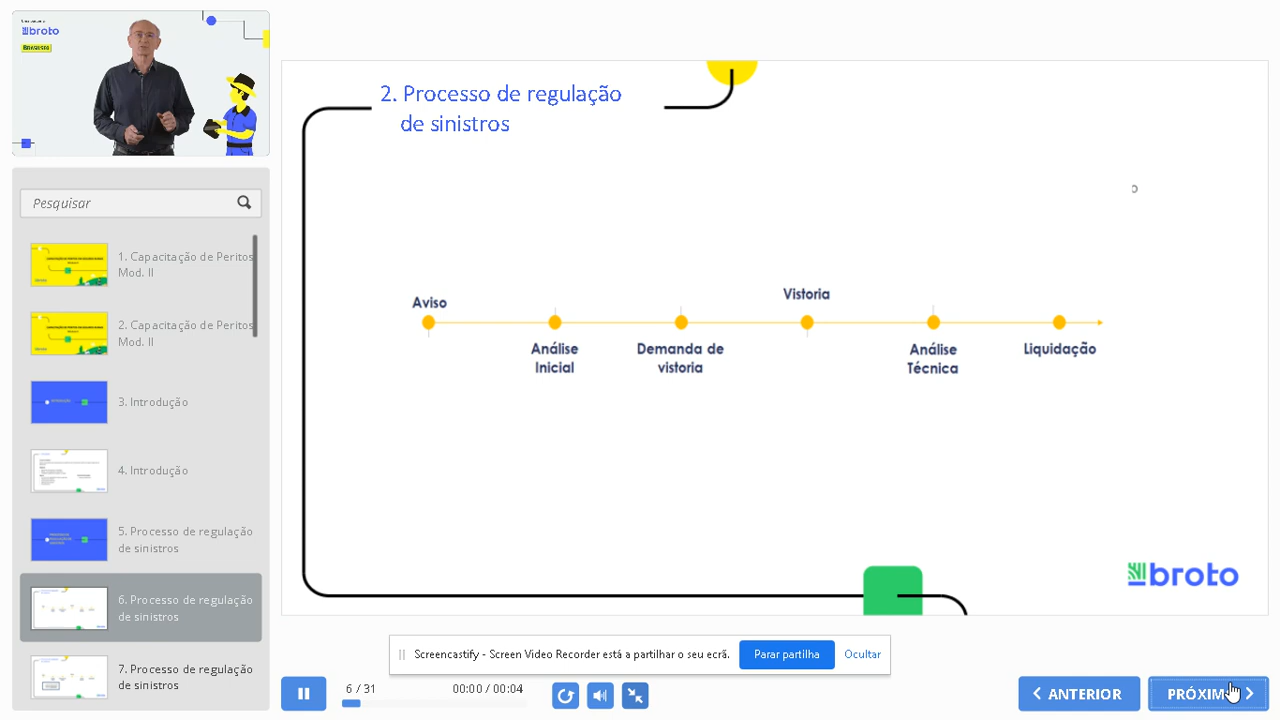 broto
2. Processo de regulação
de sinistros
Pesquisar
1. Capacitação de Peritos
Mod. II
2. Capacitação de Peritos
Mod. II
3. Introdução
4. Introdução
5. Processo de regulação
de sinistros
6. Processo de regulação
de sinistros
7. Processo de regulação
de sinistros
Aviso
Análise
Inicial
Demanda de
vistoria
Vistoria
Análise
Técnica
Liquidação
broto
Screencastify - Screen Video Recorder está a partilhar o seu ecrã.
Parar partilha
Ocultar
6 / 31
00:00 / 00:04
ANTERIOR